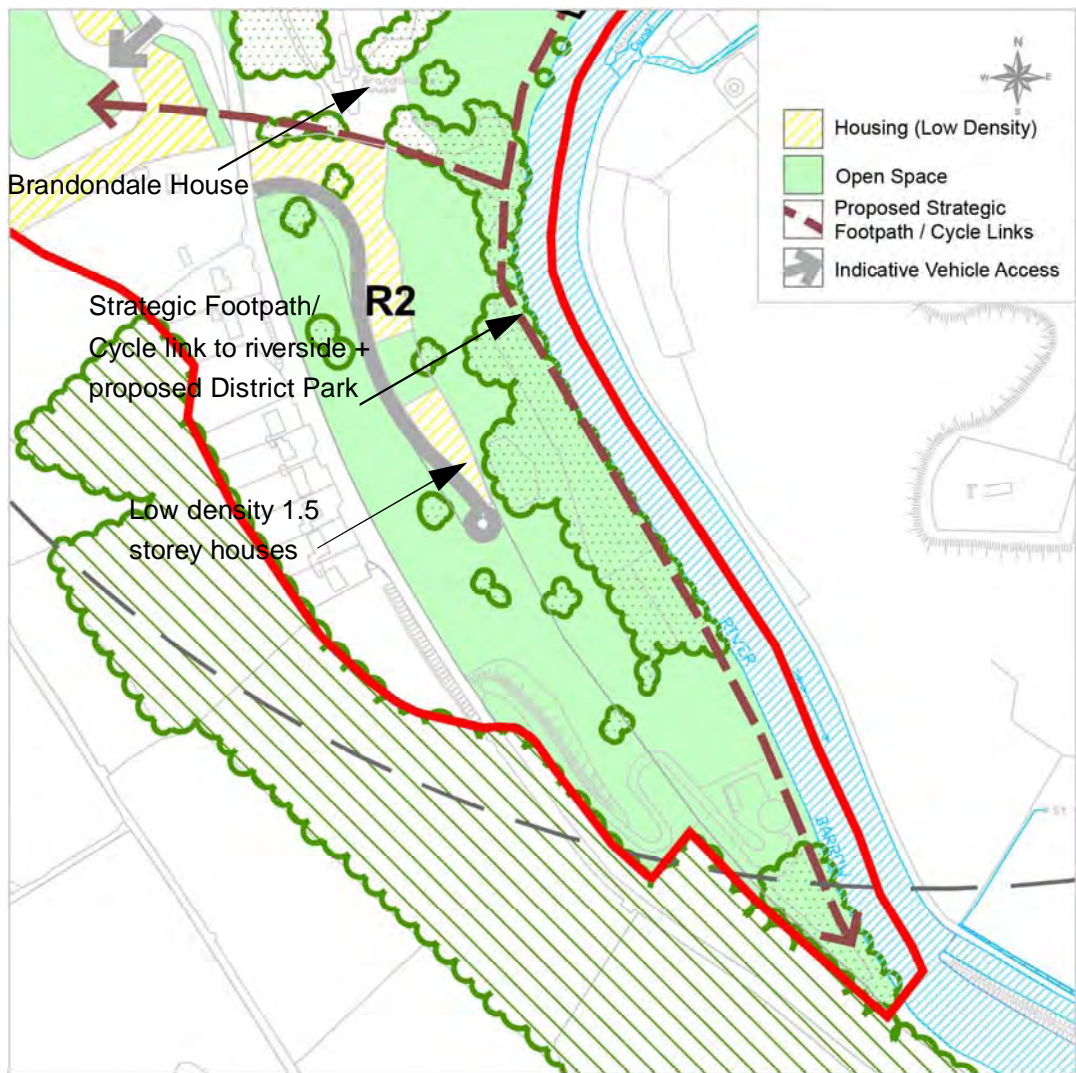 Canal
N
W
E
S
Housing (Low Density)
Open Space
Proposed Strategic
Footpath / Cycle Links
Indicative Vehicle Access
Brandondale House
R2
Strategic Footpath/
Cycle link to riverside +
proposed District Park
Low density 1.5
storey houses
RIVER
BARROW